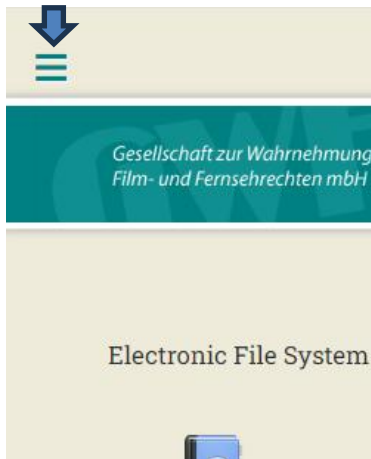 Gesellschaft zur Wahrnehmung
Film- und Fernsehrechten mbH
Electronic File System